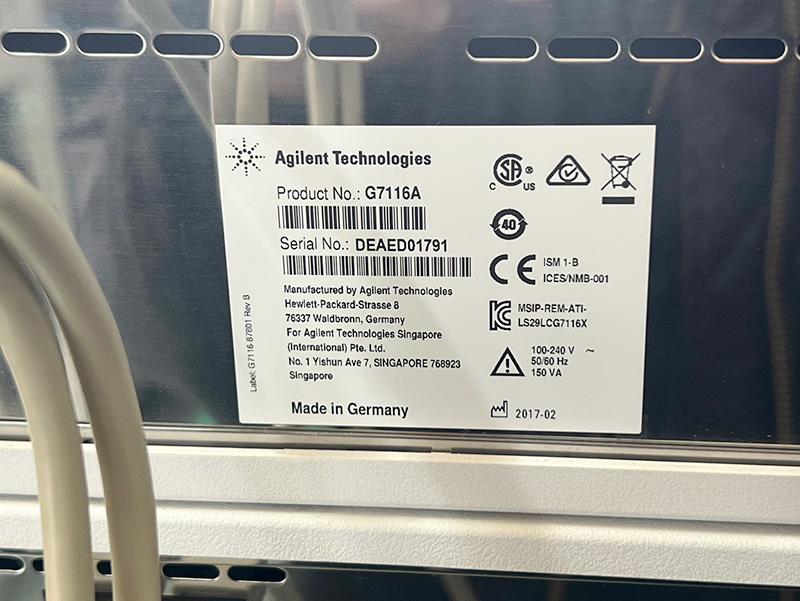 Agilent Technologies
Product No.: G7116A
Serial No.: DEAED01791
Manufactured by Agilent Technologies
Hewlett-Packard-Strasse 8
76337 Waldbronn, Germany
For Agilent Technologies Singapore
(International) Pte. Ltd.
No. 1 Yishun Ave 7, SINGAPORE 768923
Singapore
Made in Germany
Label: G7116-87801 Rev B
C SA ® US
40
CE ISM 1-B
ICES/NMB-001
MSIP-REM-ATI-
LS29LCG7116X
100-240 V ~
50/60 Hz
150 VA
2017-02